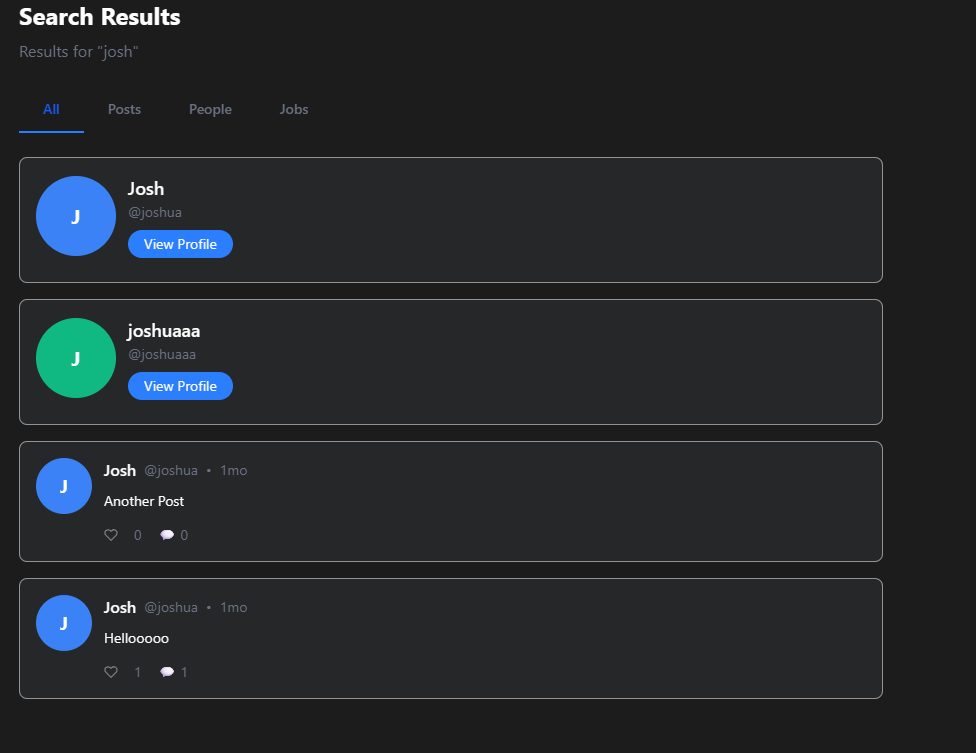 Search Results
Results for "josh"
All Posts People Jobs
J
Josh
@joshua
View Profile
J
joshuaaa
@joshuaaa
View Profile
J
Josh @joshua • 1mo
Another Post
0 0
J
Josh @joshua • 1mo
Hellooooo
1 1